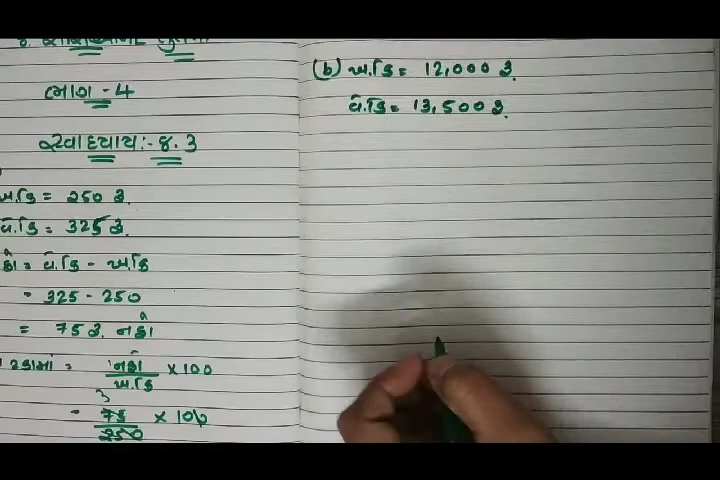 ભાગ - 4
સ્વાધ્યાય:- 8.3
અ.કિં = 250 રૂ.
વે.કિં = 325 રૂ.
નફો = વે.કિં - અ.કિં
= 325 - 250
= 75 રૂ. નફો
ટકામાં = નફો / અ.કિં × 100
= 75 / 250 × 100
3
(b) અ.કિં = 12,000 રૂ.
વે.કિં = 13,500 રૂ.